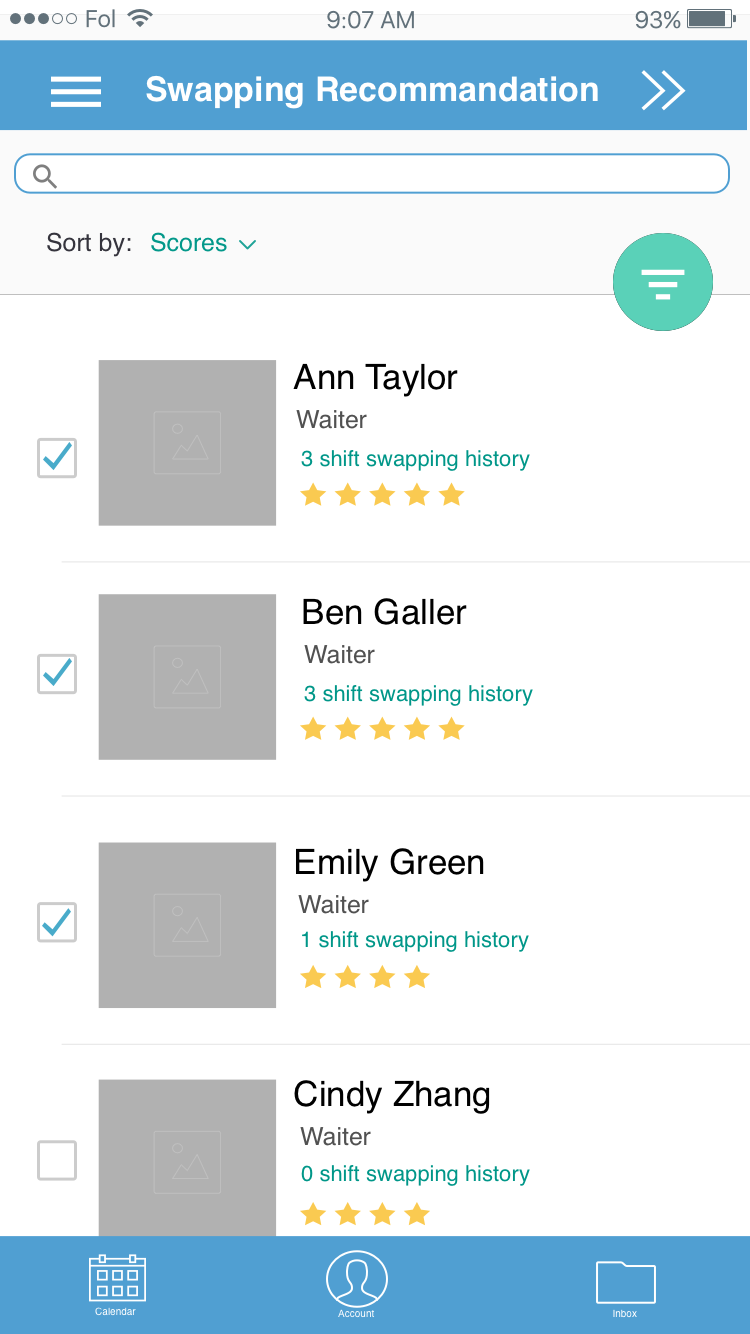 Fol 9:07 AM 93%
Swapping Recommandation
Sort by: Scores
Ann Taylor
Waiter
3 shift swapping history
Ben Galler
Waiter
3 shift swapping history
Emily Green
Waiter
1 shift swapping history
Cindy Zhang
Waiter
0 shift swapping history
Calendar Account Inbox